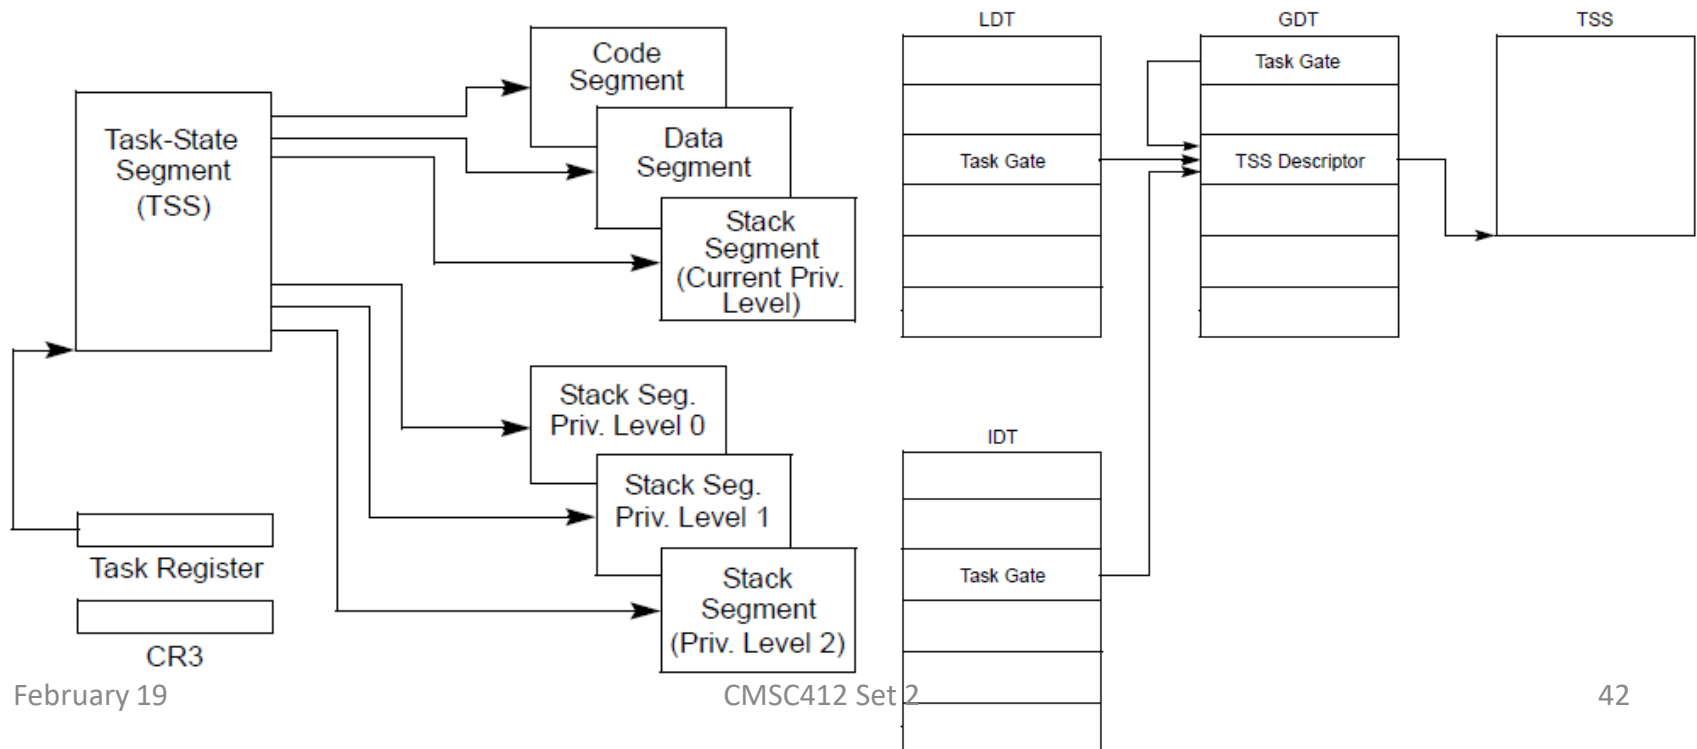 Task-State
Segment
(TSS)
Code
Segment
Data
Segment
Stack
Segment
(Current Priv.
Level)
Stack Seg.
Priv. Level 0
Stack Seg.
Priv. Level 1
Stack
Segment
(Priv. Level 2)
Task Register
CR3
LDT
Task Gate
GDT
Task Gate
TSS Descriptor
TSS
IDT
Task Gate
February 19
CMSC412 Set 2
42